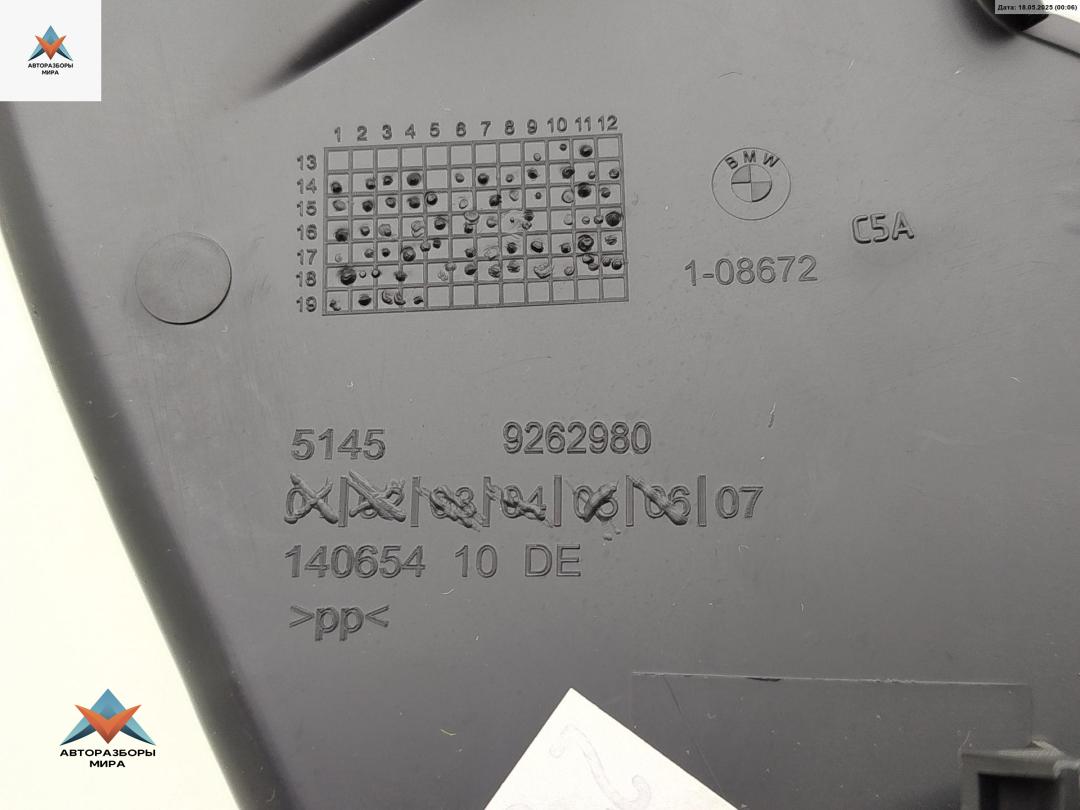 Дата: 18.05.2025 (00:06)
АВТОРАЗБОРЫ
МИРА
1 2 3 4 5 6 7 8 9 10 11 12
13
14
15
16
17
18
19
BMW
C5A
1-08672
5145 9262980
01|02|03|04|05|06|07
140654 10 DE
>pp<
АВТОРАЗБОРЫ
МИРА